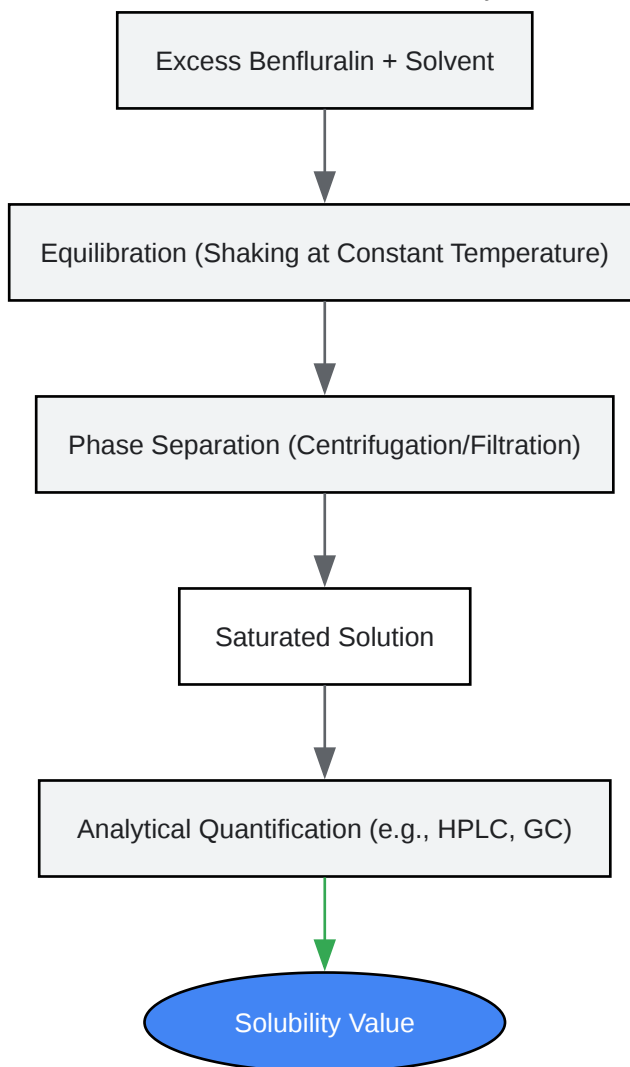 Excess Benfluralin + Solvent
Equilibration (Shaking at Constant Temperature)
Phase Separation (Centrifugation/Filtration)
Saturated Solution
Analytical Quantification (e.g., HPLC, GC)
Solubility Value